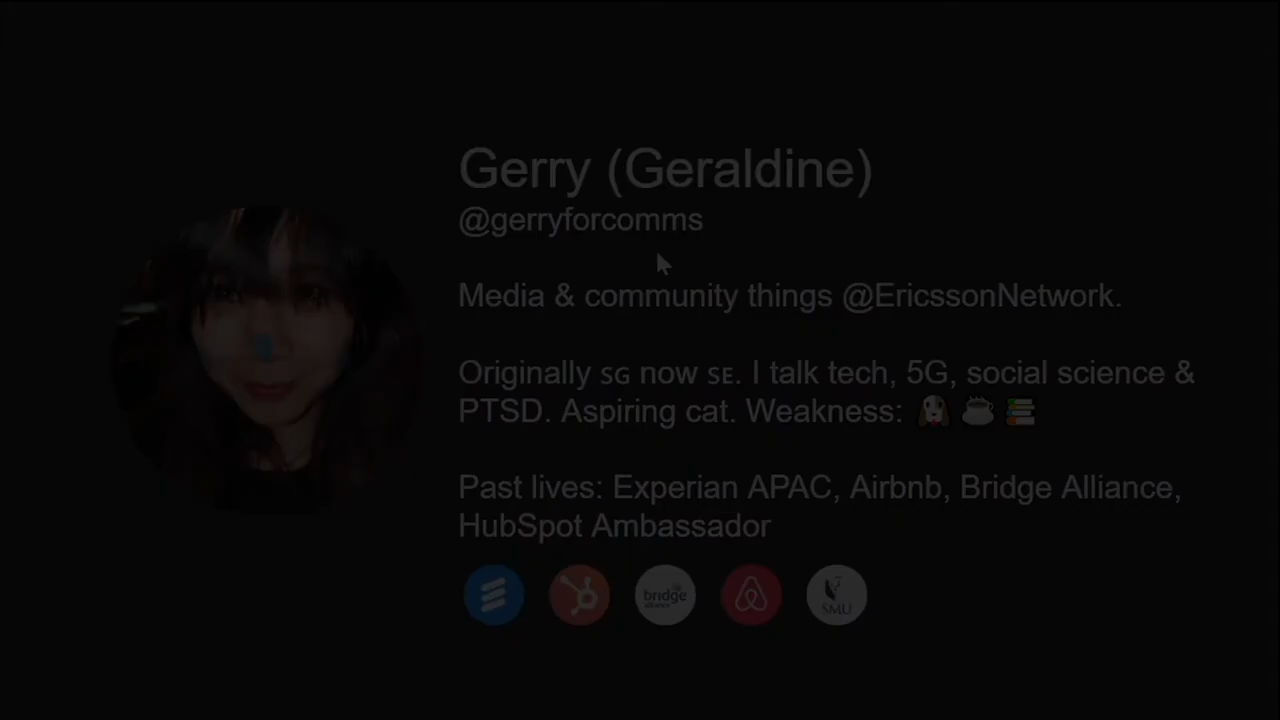 Gerry (Geraldine)
@gerryforcomms
Media & community things @EricssonNetwork.
Originally SG now SE. I talk tech, 5G, social science &
PTSD. Aspiring cat. Weakness:
Past lives: Experian APAC, Airbnb, Bridge Alliance,
HubSpot Ambassador
bridge
alliance
SMU